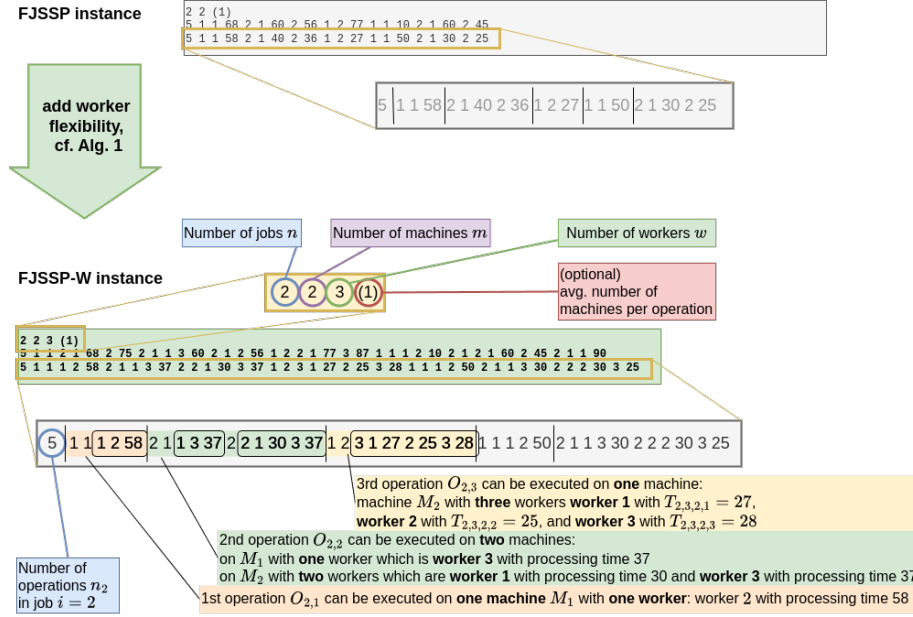 FJSSP instance
2 2 (1)
5 1 1 68 2 1 60 2 56 1 2 77 1 1 10 2 1 60 2 45
5 1 1 58 2 1 40 2 36 1 2 27 1 1 50 2 1 30 2 25
5 1 1 58 2 1 40 2 36 1 2 27 1 1 50 2 1 30 2 25
add worker
flexibility,
cf. Alg. 1
Number of jobs n
Number of machines m
Number of workers w
FJSSP-W instance
2 2 3 (1)
(optional)
avg. number of
machines per operation
2 2 3 (1)
5 1 1 2 1 68 2 75 2 1 1 3 60 2 1 2 56 1 2 2 1 77 3 87 1 1 1 2 10 2 1 2 1 60 2 45 2 1 1 90
5 1 1 1 2 58 2 1 1 3 37 2 2 1 30 3 37 1 2 3 1 27 2 25 3 28 1 1 1 2 50 2 1 1 3 30 2 2 2 30 3 25
5 1 1 1 2 58 2 1 1 3 37 2 2 1 30 3 37 1 2 3 1 27 2 25 3 28 1 1 1 2 50 2 1 1 3 30 2 2 2 30 3 25
3rd operation O2,3 can be executed on one machine:
machine M2 with three workers worker 1 with T2,3,2,1 = 27,
worker 2 with T2,3,2,2 = 25, and worker 3 with T2,3,2,3 = 28
2nd operation O2,2 can be executed on two machines:
on M1 with one worker which is worker 3 with processing time 37
on M2 with two workers which are worker 1 with processing time 30 and worker 3 with processing time 37
Number of
operations n2
in job i = 2
1st operation O2,1 can be executed on one machine M1 with one worker: worker 2 with processing time 58